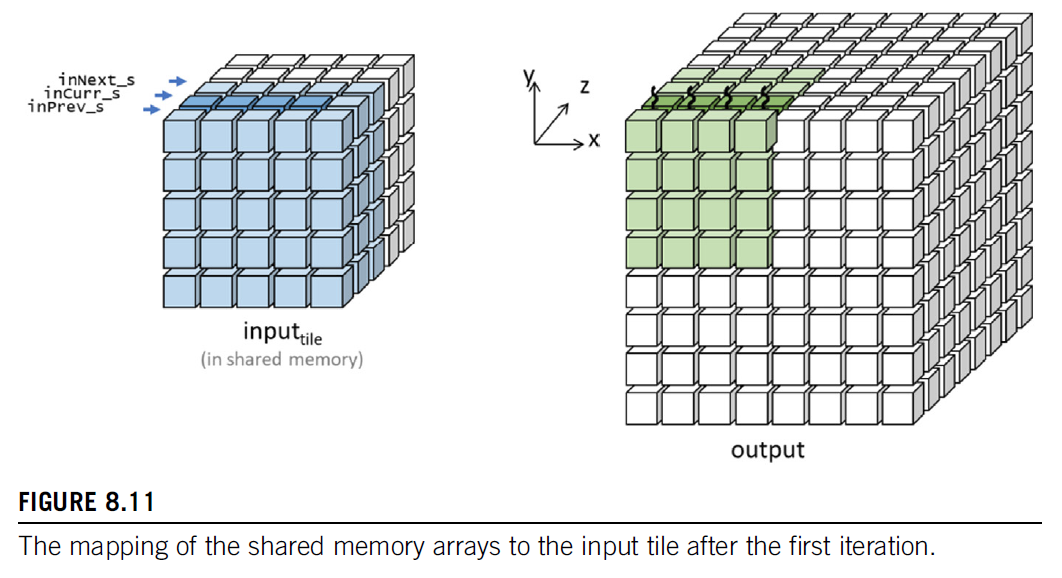 inNext_s
inCurr_s
inPrev_s
y
z
x
input_tile
(in shared memory)
output
FIGURE 8.11
The mapping of the shared memory arrays to the input tile after the first iteration.